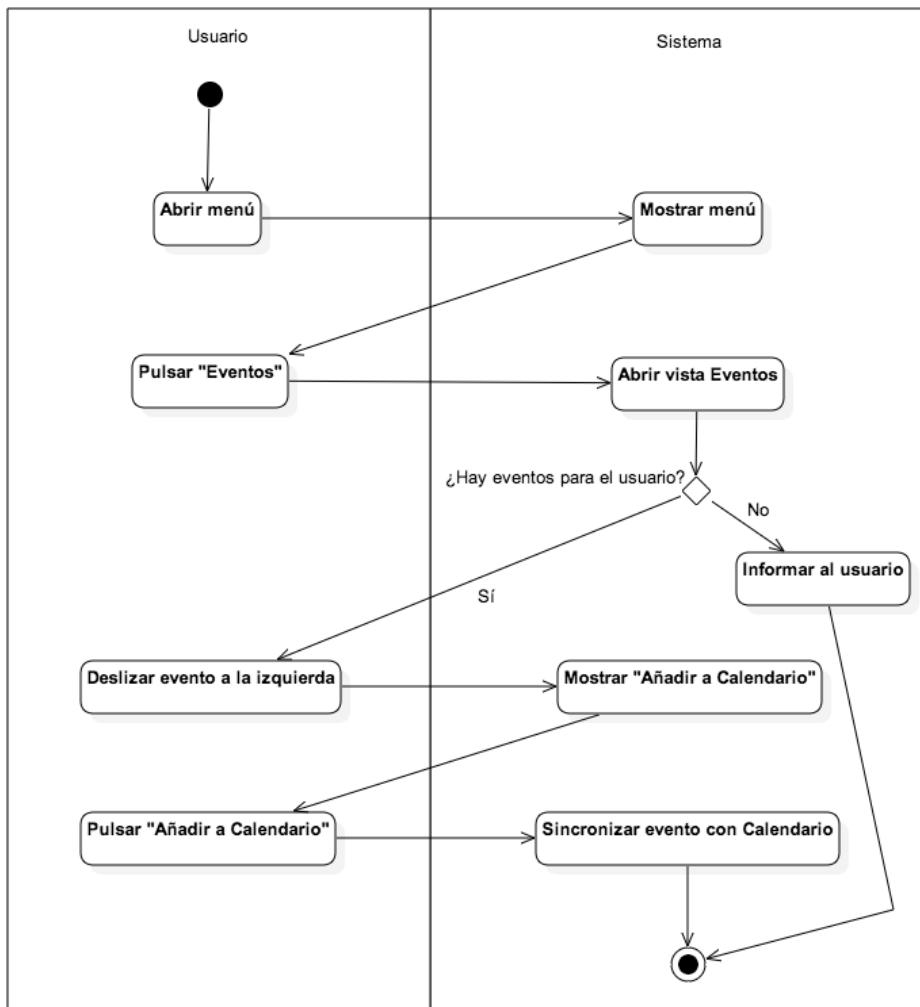 Usuario
Sistema
Abrir menú
Mostrar menú
Pulsar "Eventos"
Abrir vista Eventos
¿Hay eventos para el usuario?
No
Informar al usuario
Sí
Deslizar evento a la izquierda
Mostrar "Añadir a Calendario"
Pulsar "Añadir a Calendario"
Sincronizar evento con Calendario